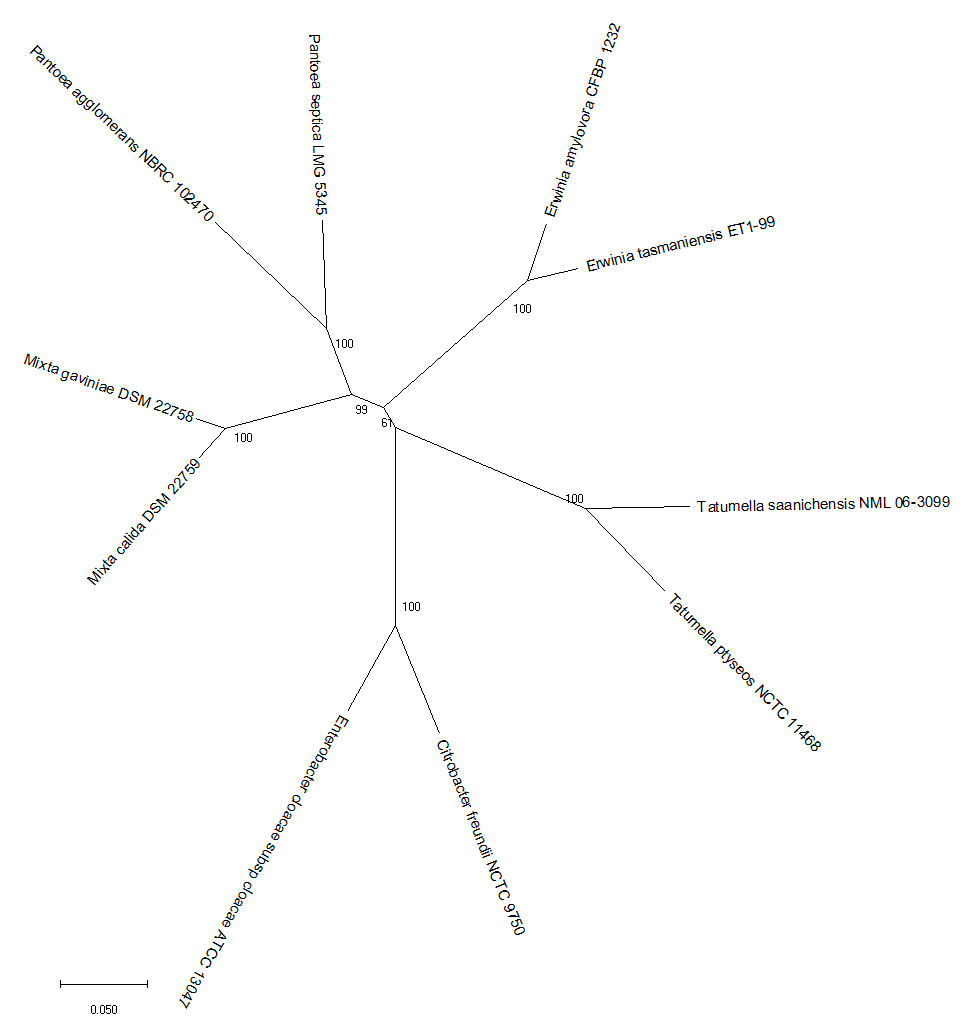 Pantoea agglomerans NBRC 102470
Pantoea septica LMG 5345
Erwinia amylovora CFBP 1232
Erwinia tasmaniensis ET1-99
100
100
Mixta gaviniae DSM 22758
99
61
100
Mixta calida DSM 22759
100
Tatumella saanichensis NML 06-3099
Tatumella ptyseos NCTC 11468
100
Enterobacter cloacae subsp cloacae ATCC 13047
Citrobacter freundii NCTC 9750
0.050